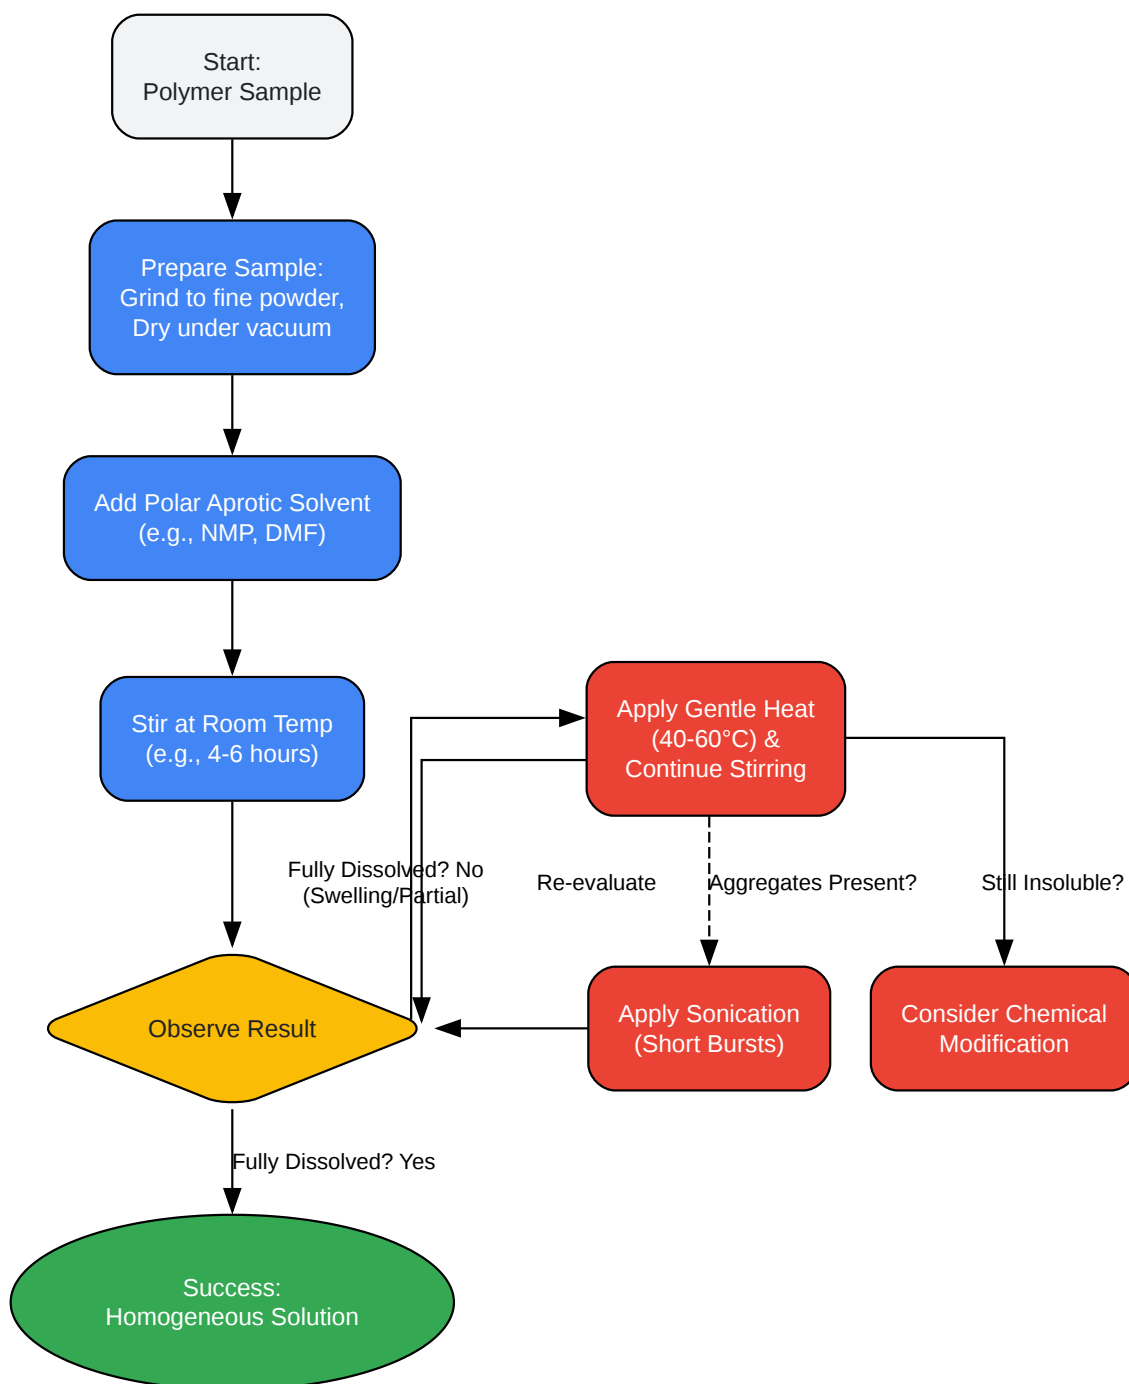 Start:
Polymer Sample
Prepare Sample:
Grind to fine powder,
Dry under vacuum
Add Polar Aprotic Solvent
(e.g., NMP, DMF)
Stir at Room Temp
(e.g., 4-6 hours)
Apply Gentle Heat
(40-60°C) &
Continue Stirring
Fully Dissolved? No
(Swelling/Partial)
Re-evaluate
Aggregates Present?
Still Insoluble?
Observe Result
Apply Sonication
(Short Bursts)
Consider Chemical
Modification
Fully Dissolved? Yes
Success:
Homogeneous Solution